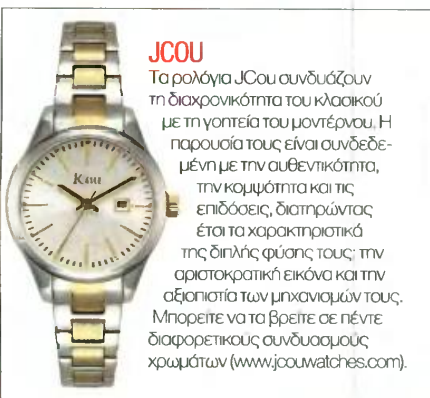 JCOU
Τα ρολόγια JCou συνδυάζουν
τη διαχρονικότητα του κλασικού
με τη γοητεία του μοντέρνου. Η
παρουσία τους είναι συνδεδε-
μένη με την αυθεντικότητα,
την κομψότητα και τις
επιδόσεις, διατηρώντας
έτσι τα χαρακτηριστικά
της διπλής φύσης τους: την
αριστοκρατική εικόνα και την
αξιοπιστία των μηχανισμών τους.
Μπορείτε να τα βρείτε σε πέντε
διαφορετικούς συνδυασμούς
χρωμάτων (www.jcouwatches.com).